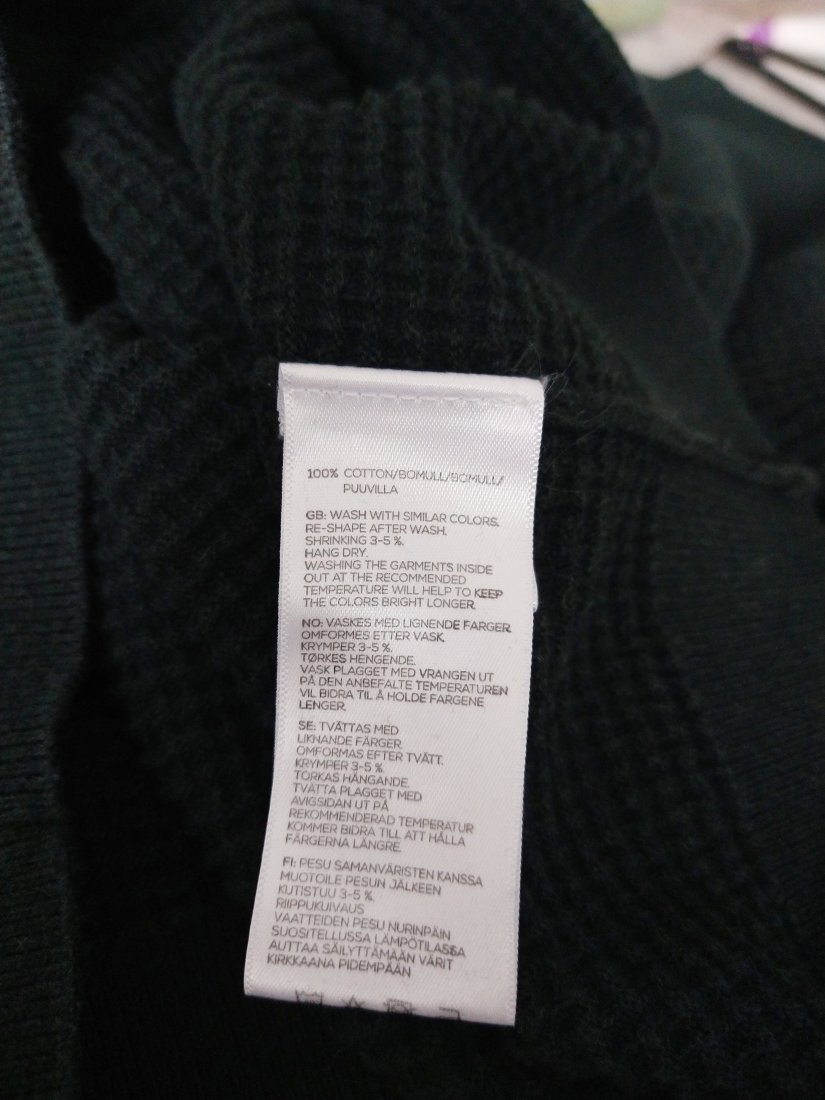 100% COTTON/BOMULL/BOMULL/
PUUVILLA
GB: WASH WITH SIMILAR COLORS.
RE-SHAPE AFTER WASH.
SHRINKING 3-5 %.
HANG DRY.
WASHING THE GARMENTS INSIDE
OUT AT THE RECOMMENDED
TEMPERATURE WILL HELP TO KEEP
THE COLORS BRIGHT LONGER.
NO: VASKES MED LIGNENDE FARGER.
OMFORMES ETTER VASK.
KRYMPER 3-5 %.
TØRKES HENGENDE.
VASK PLAGGET MED VRANGEN UT
PÅ DEN ANBEFALTE TEMPERATUREN
VIL BIDRA TIL Å HOLDE FARGENE
LENGER.
SE: TVÄTTAS MED
LIKNANDE FÄRGER.
OMFORMAS EFTER TVÄTT.
KRYMPER 3-5 %.
TORKAS HÄNGANDE.
TVÄTTA PLAGGET MED
AVIGSIDAN UT PÅ
REKOMMENDERAD TEMPERATUR
KOMMER BIDRA TILL ATT HÅLLA
FÄRGERNA LÄNGRE.
FI: PESU SAMANVÄRISTEN KANSSA
MUOTOILE PESUN JÄLKEEN
KUTISTUU 3-5 %.
RIIPPUKUIVAUS
VAATTEIDEN PESU NURINPÄIN
SUOSITELLUSSA LÄMPÖTILASSA
AUTTAA SÄILYTTÄMÄÄN VÄRIT
KIRKKAANA PIDEMPÄÄN